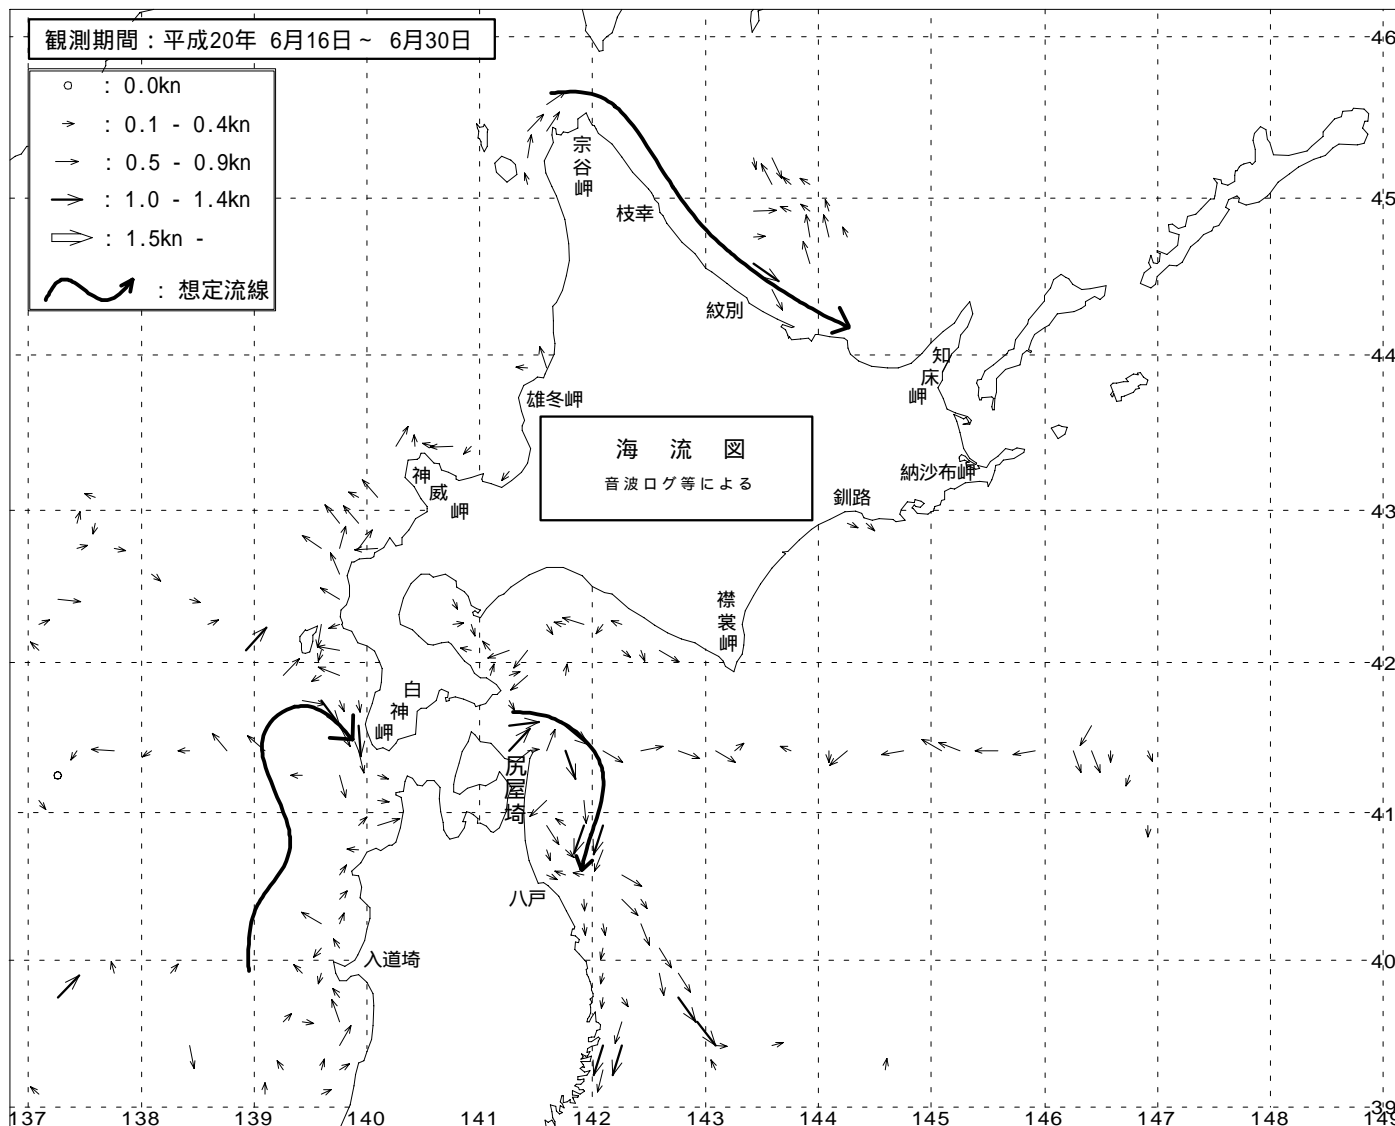 観測期間：平成20年 6月16日～ 6月30日
：0.0kn
：0.1 - 0.4kn
：0.5 - 0.9kn
：1.0 - 1.4kn
：1.5kn -
：想定流線
宗谷岬
枝幸
紋別
知床岬
雄冬岬
海 流 図
音波ログ等による
納沙布岬
神威岬
釧路
襟裳岬
白神岬
尻屋埼
八戸
入道埼
46
45
44
43
42
41
40
39
137 138 139 140 141 142 143 144 145 146 147 148 149